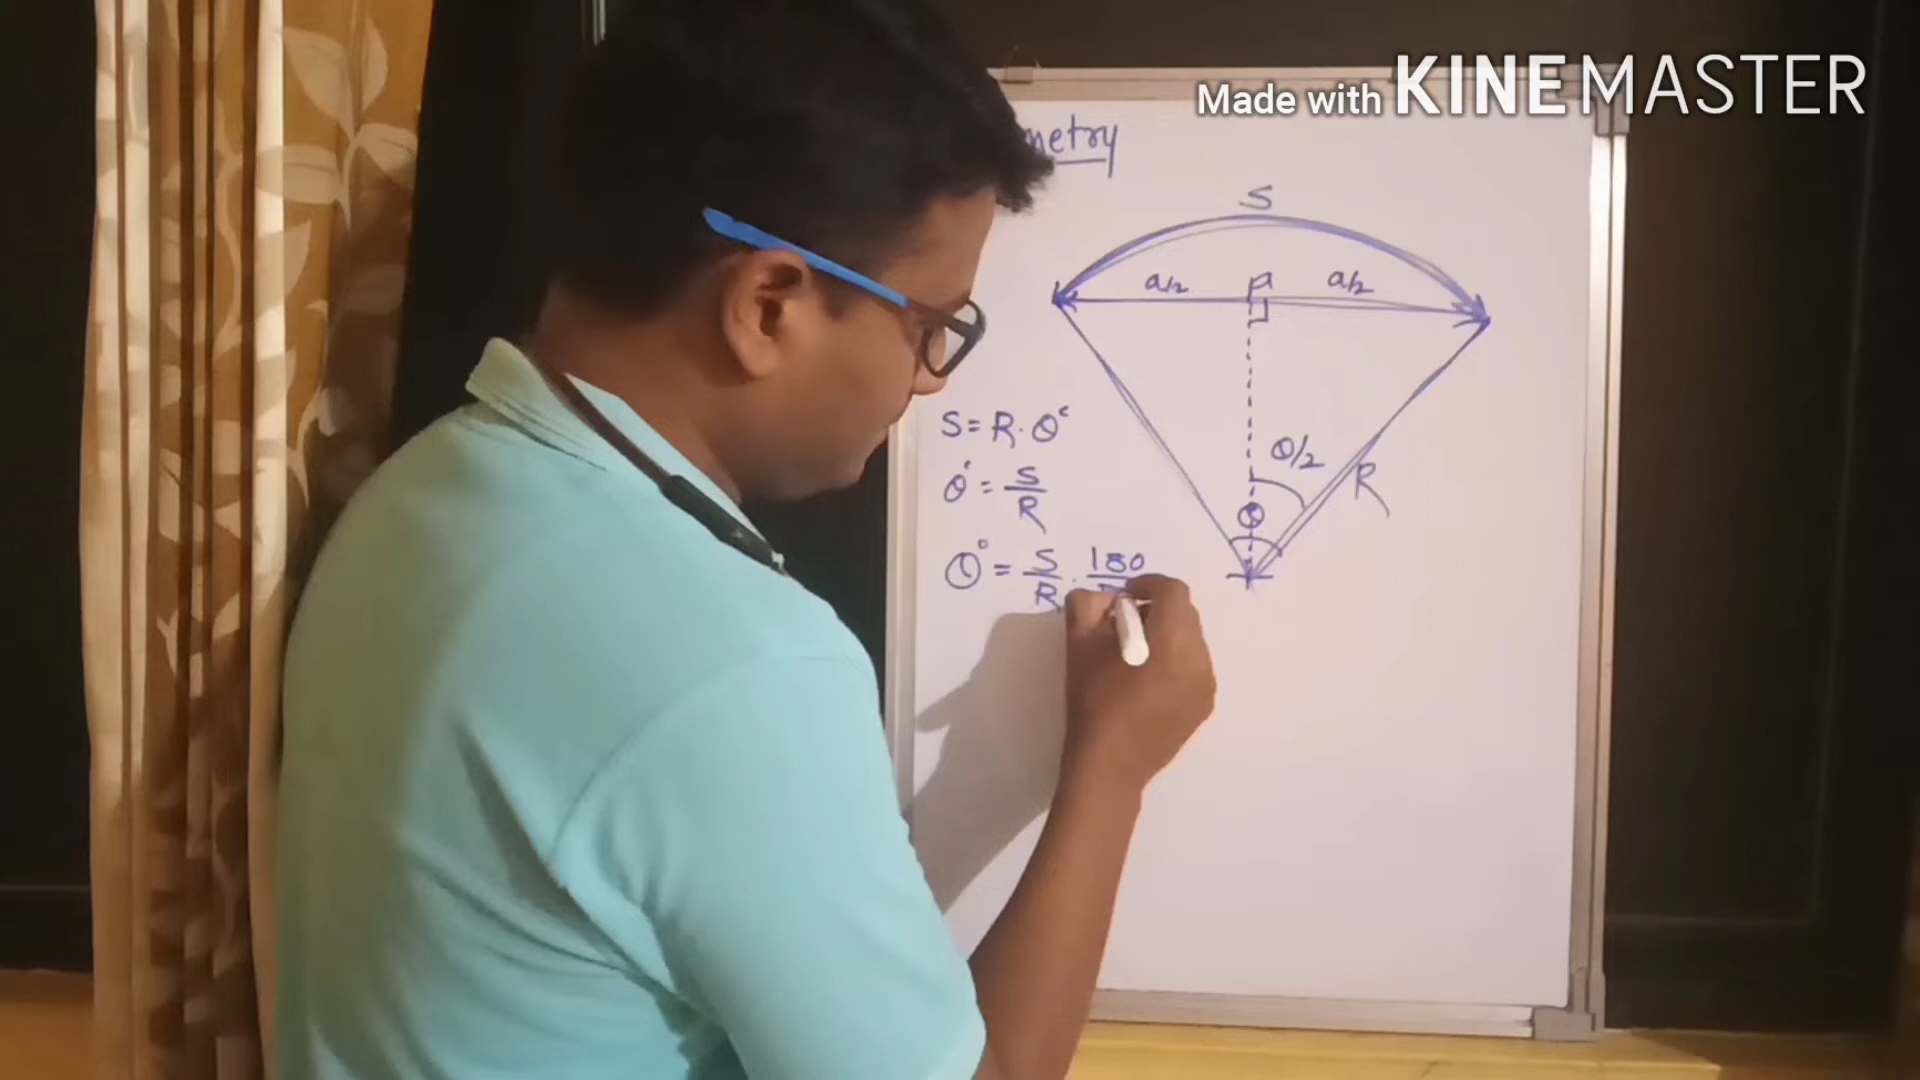 Made with KINEMASTER
metry
S
a/2 a a/2
S = R . θᶜ
θ/2
R
θᶜ = S/R
θ
θ° = S/R . 180/π